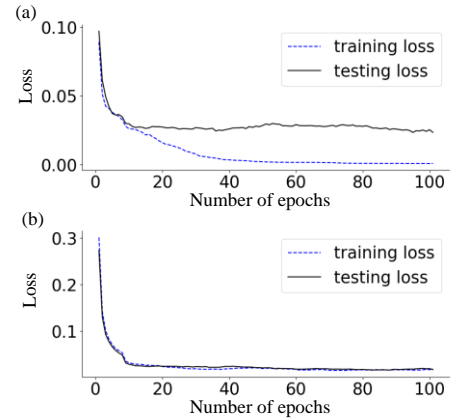 (a)
0.10
training loss
testing loss
Loss
0.05
0.00
0 20 40 60 80 100
Number of epochs
(b)
0.3
training loss
testing loss
0.2
Loss
0.1
0 20 40 60 80 100
Number of epochs